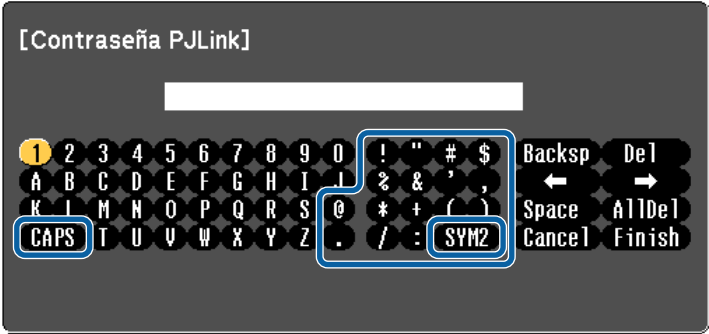 [Contraseña PJLink]
1 2 3 4 5 6 7 8 9 0 ! " # $ Backsp Del
A B C D E F G H I J % & ' , ← →
K L M N O P Q R S @ * + ( ) Space AllDel
CAPS T U V W X Y Z . / : SYM2 Cancel Finish